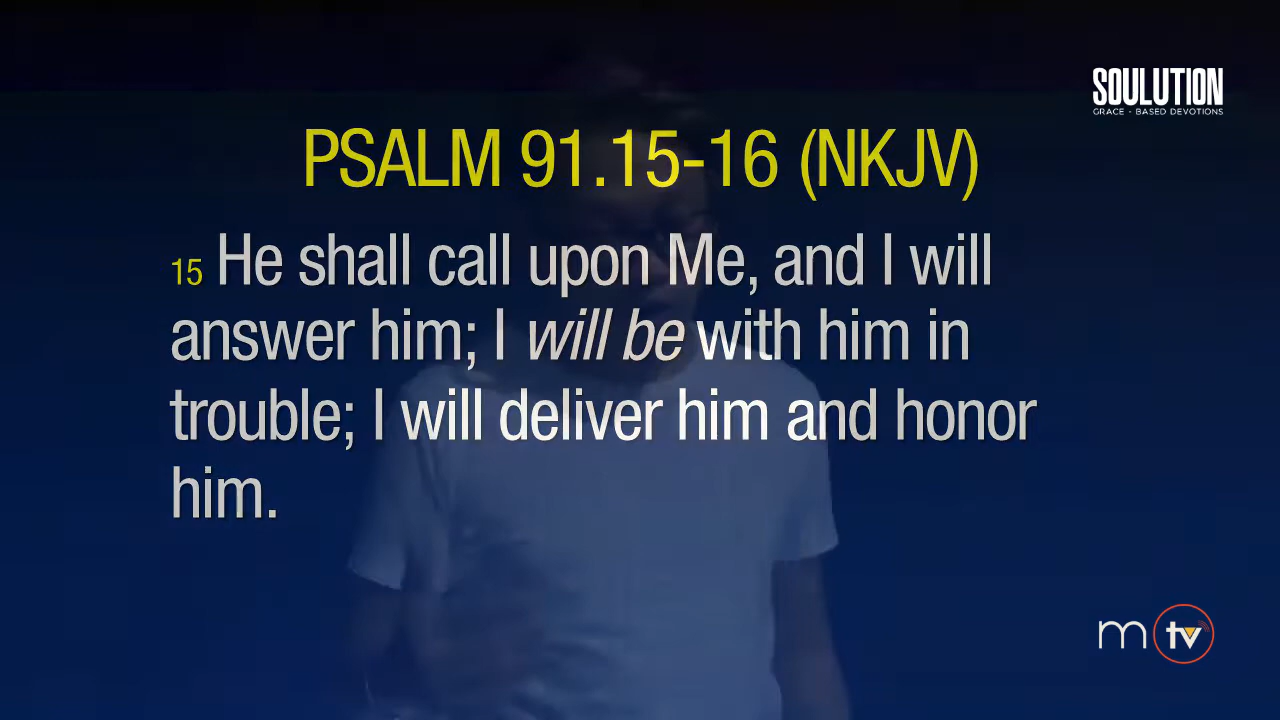 SOULUTION
GRACE - BASED DEVOTIONS
PSALM 91.15-16 (NKJV)
15 He shall call upon Me, and I will
answer him; I will be with him in
trouble; I will deliver him and honor
him.
m tv